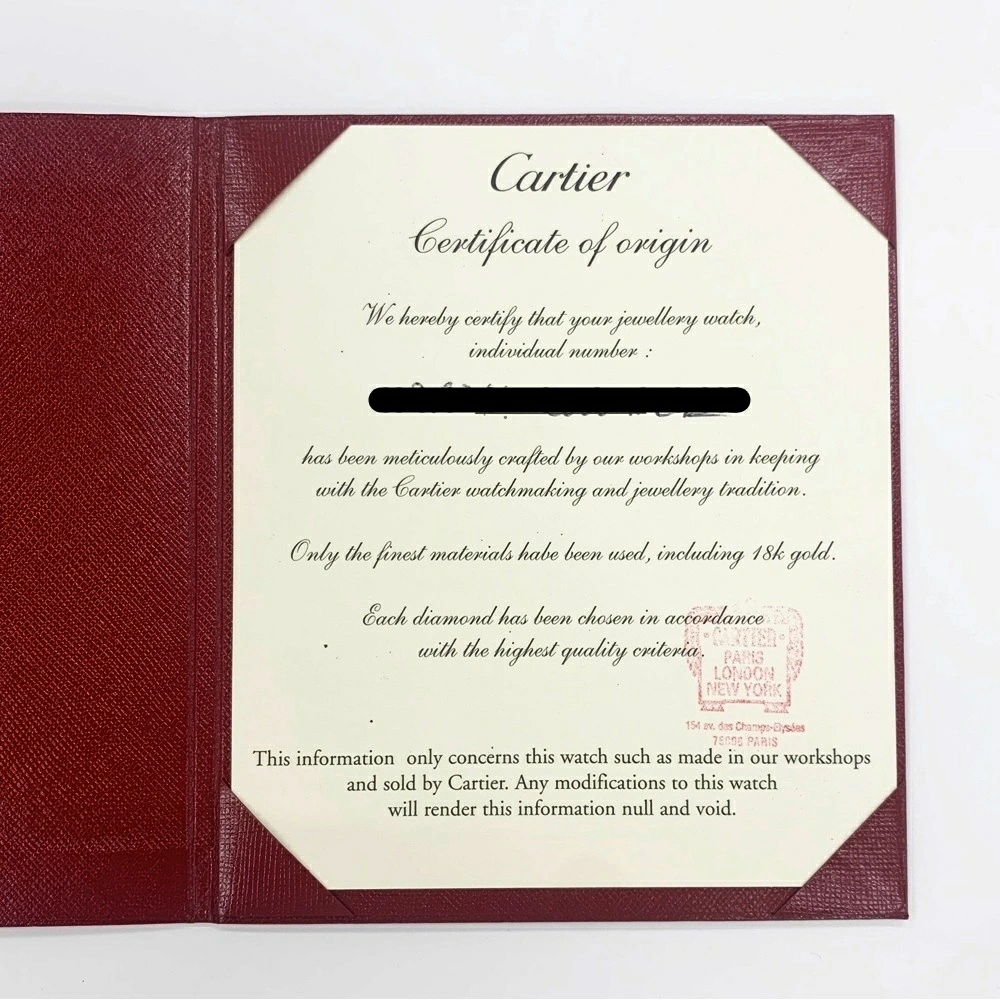 Cartier
Certificate of origin
We hereby certify that your jewellery watch,
individual number :
has been meticulously crafted by our workshops in keeping
with the Cartier watchmaking and jewellery tradition.
Only the finest materials habe been used, including 18k gold.
Each diamond has been chosen in accordance
with the highest quality criteria.
CARTIER
PARIS
LONDON
NEW YORK
154 av. des Champs-Elysées
PARIS
This information only concerns this watch such as made in our workshops
and sold by Cartier. Any modifications to this watch
will render this information null and void.